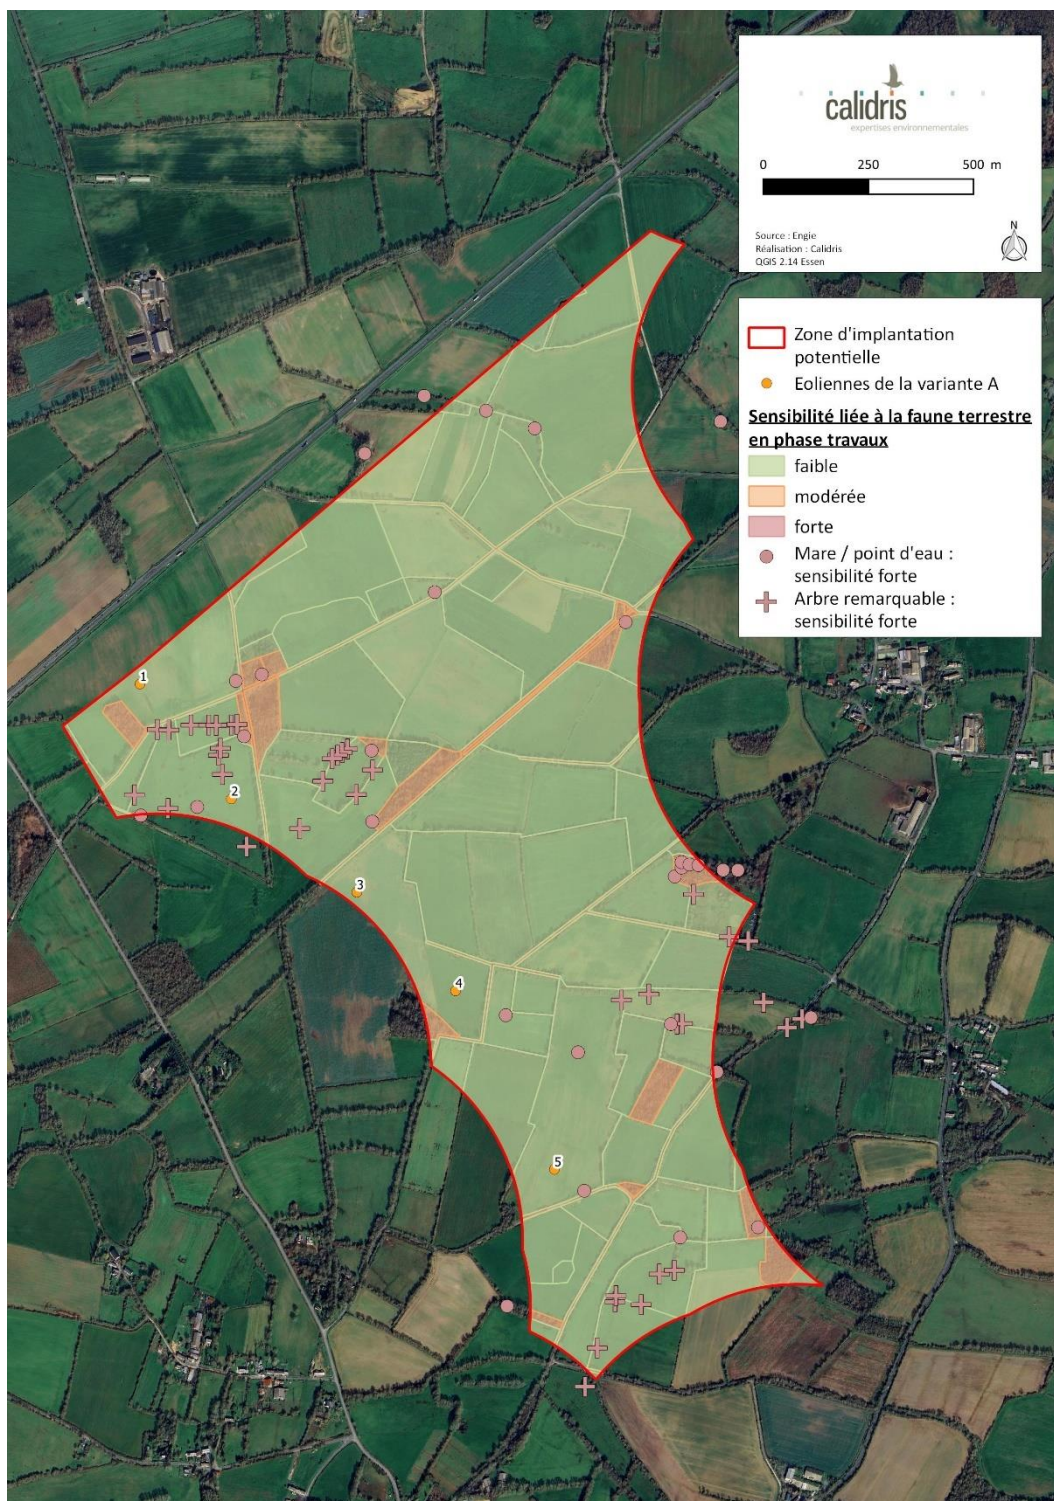 calidris
expertises environnementales
0 250 500 m
Source : Engie
Réalisation : Calidris
QGIS 2.14 Essen
N
Zone d'implantation
potentielle
Eoliennes de la variante A
Sensibilité liée à la faune terrestre
en phase travaux
faible
modérée
forte
Mare / point d'eau :
sensibilité forte
Arbre remarquable :
sensibilité forte
1
2
3
4
5